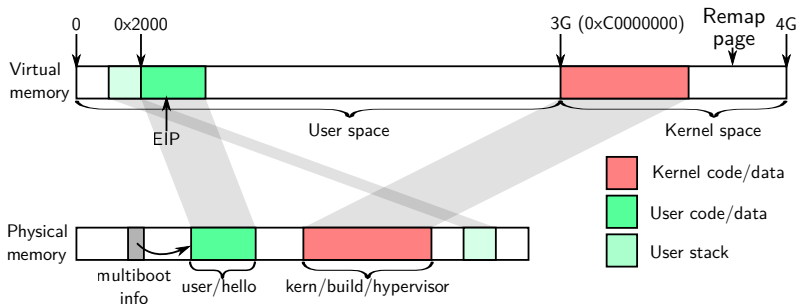 0
0x2000
3G (0xC0000000)
Remap
page
4G
Virtual
memory
EIP
User space
Kernel space
Kernel code/data
User code/data
User stack
Physical
memory
multiboot
info
user/hello
kern/build/hypervisor